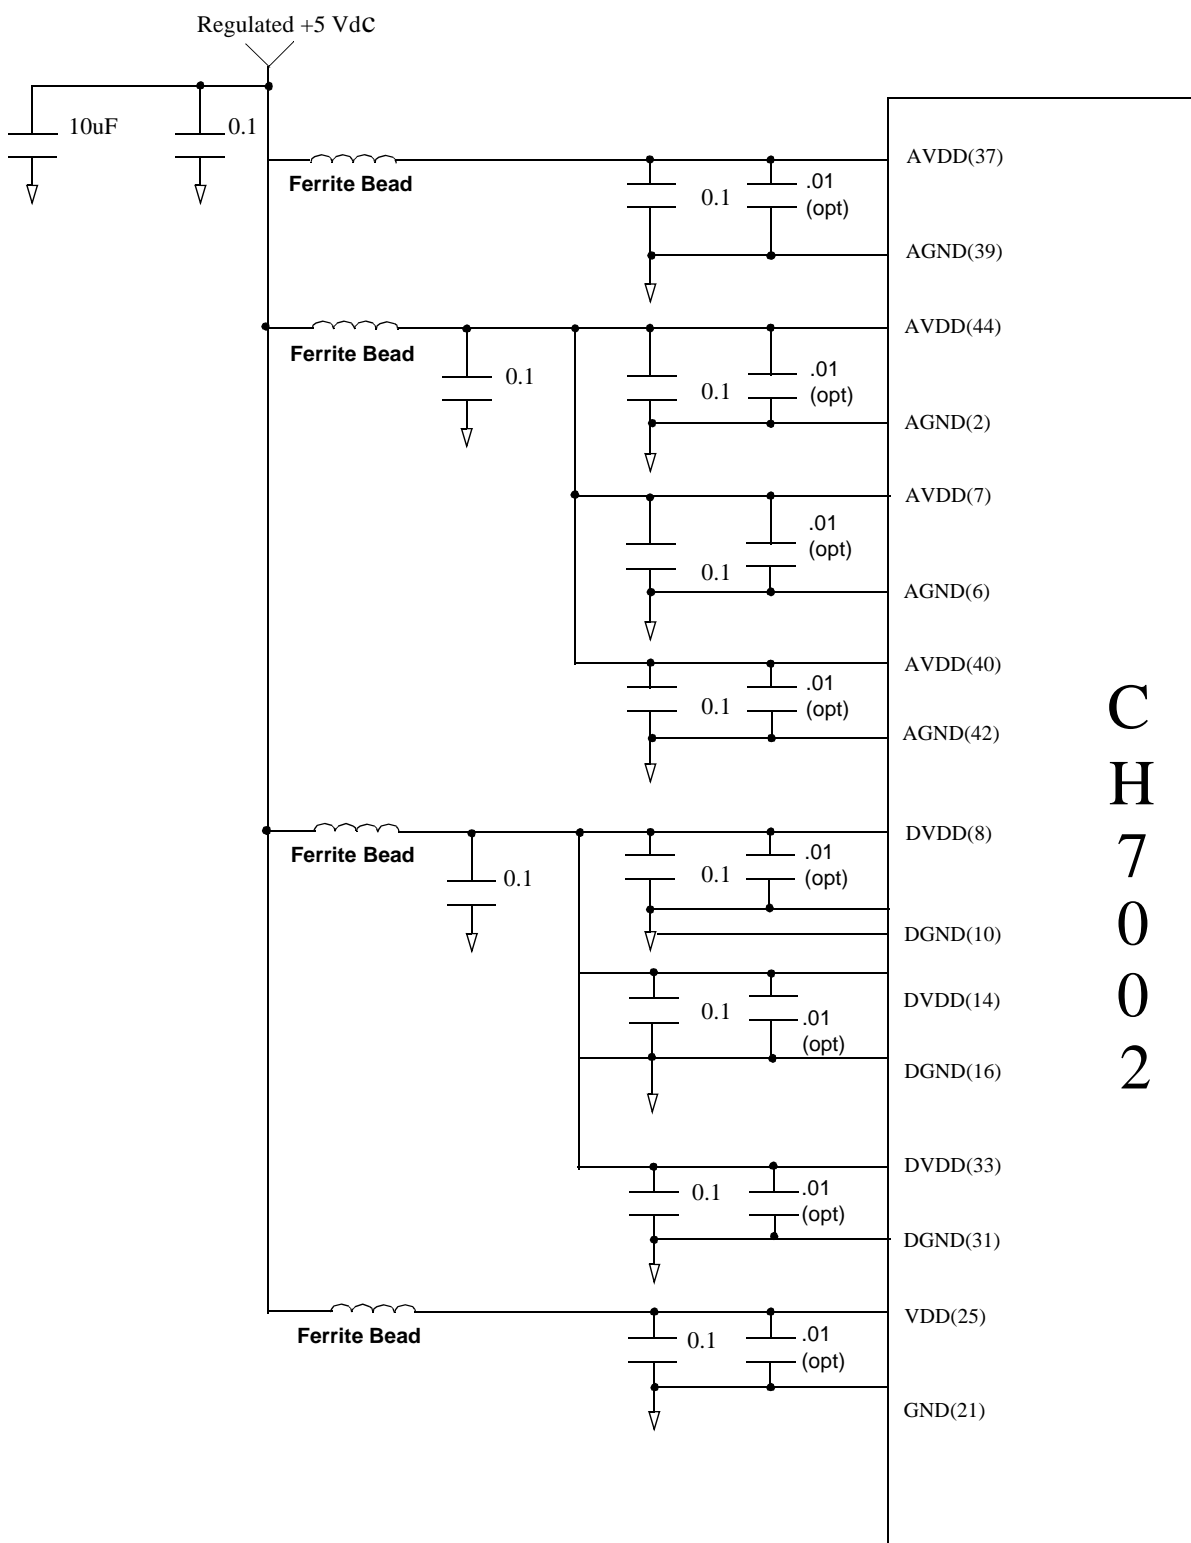 Regulated +5 Vdc
10uF
0.1
Ferrite Bead
0.1
.01
(opt)
AVDD(37)
AGND(39)
Ferrite Bead
0.1
0.1
.01
(opt)
AVDD(44)
AGND(2)
0.1
.01
(opt)
AVDD(7)
AGND(6)
0.1
.01
(opt)
AVDD(40)
AGND(42)
Ferrite Bead
0.1
0.1
.01
(opt)
DVDD(8)
DGND(10)
0.1
.01
(opt)
DVDD(14)
DGND(16)
0.1
.01
(opt)
DVDD(33)
DGND(31)
Ferrite Bead
0.1
.01
(opt)
VDD(25)
GND(21)
C
H
7
0
0
2